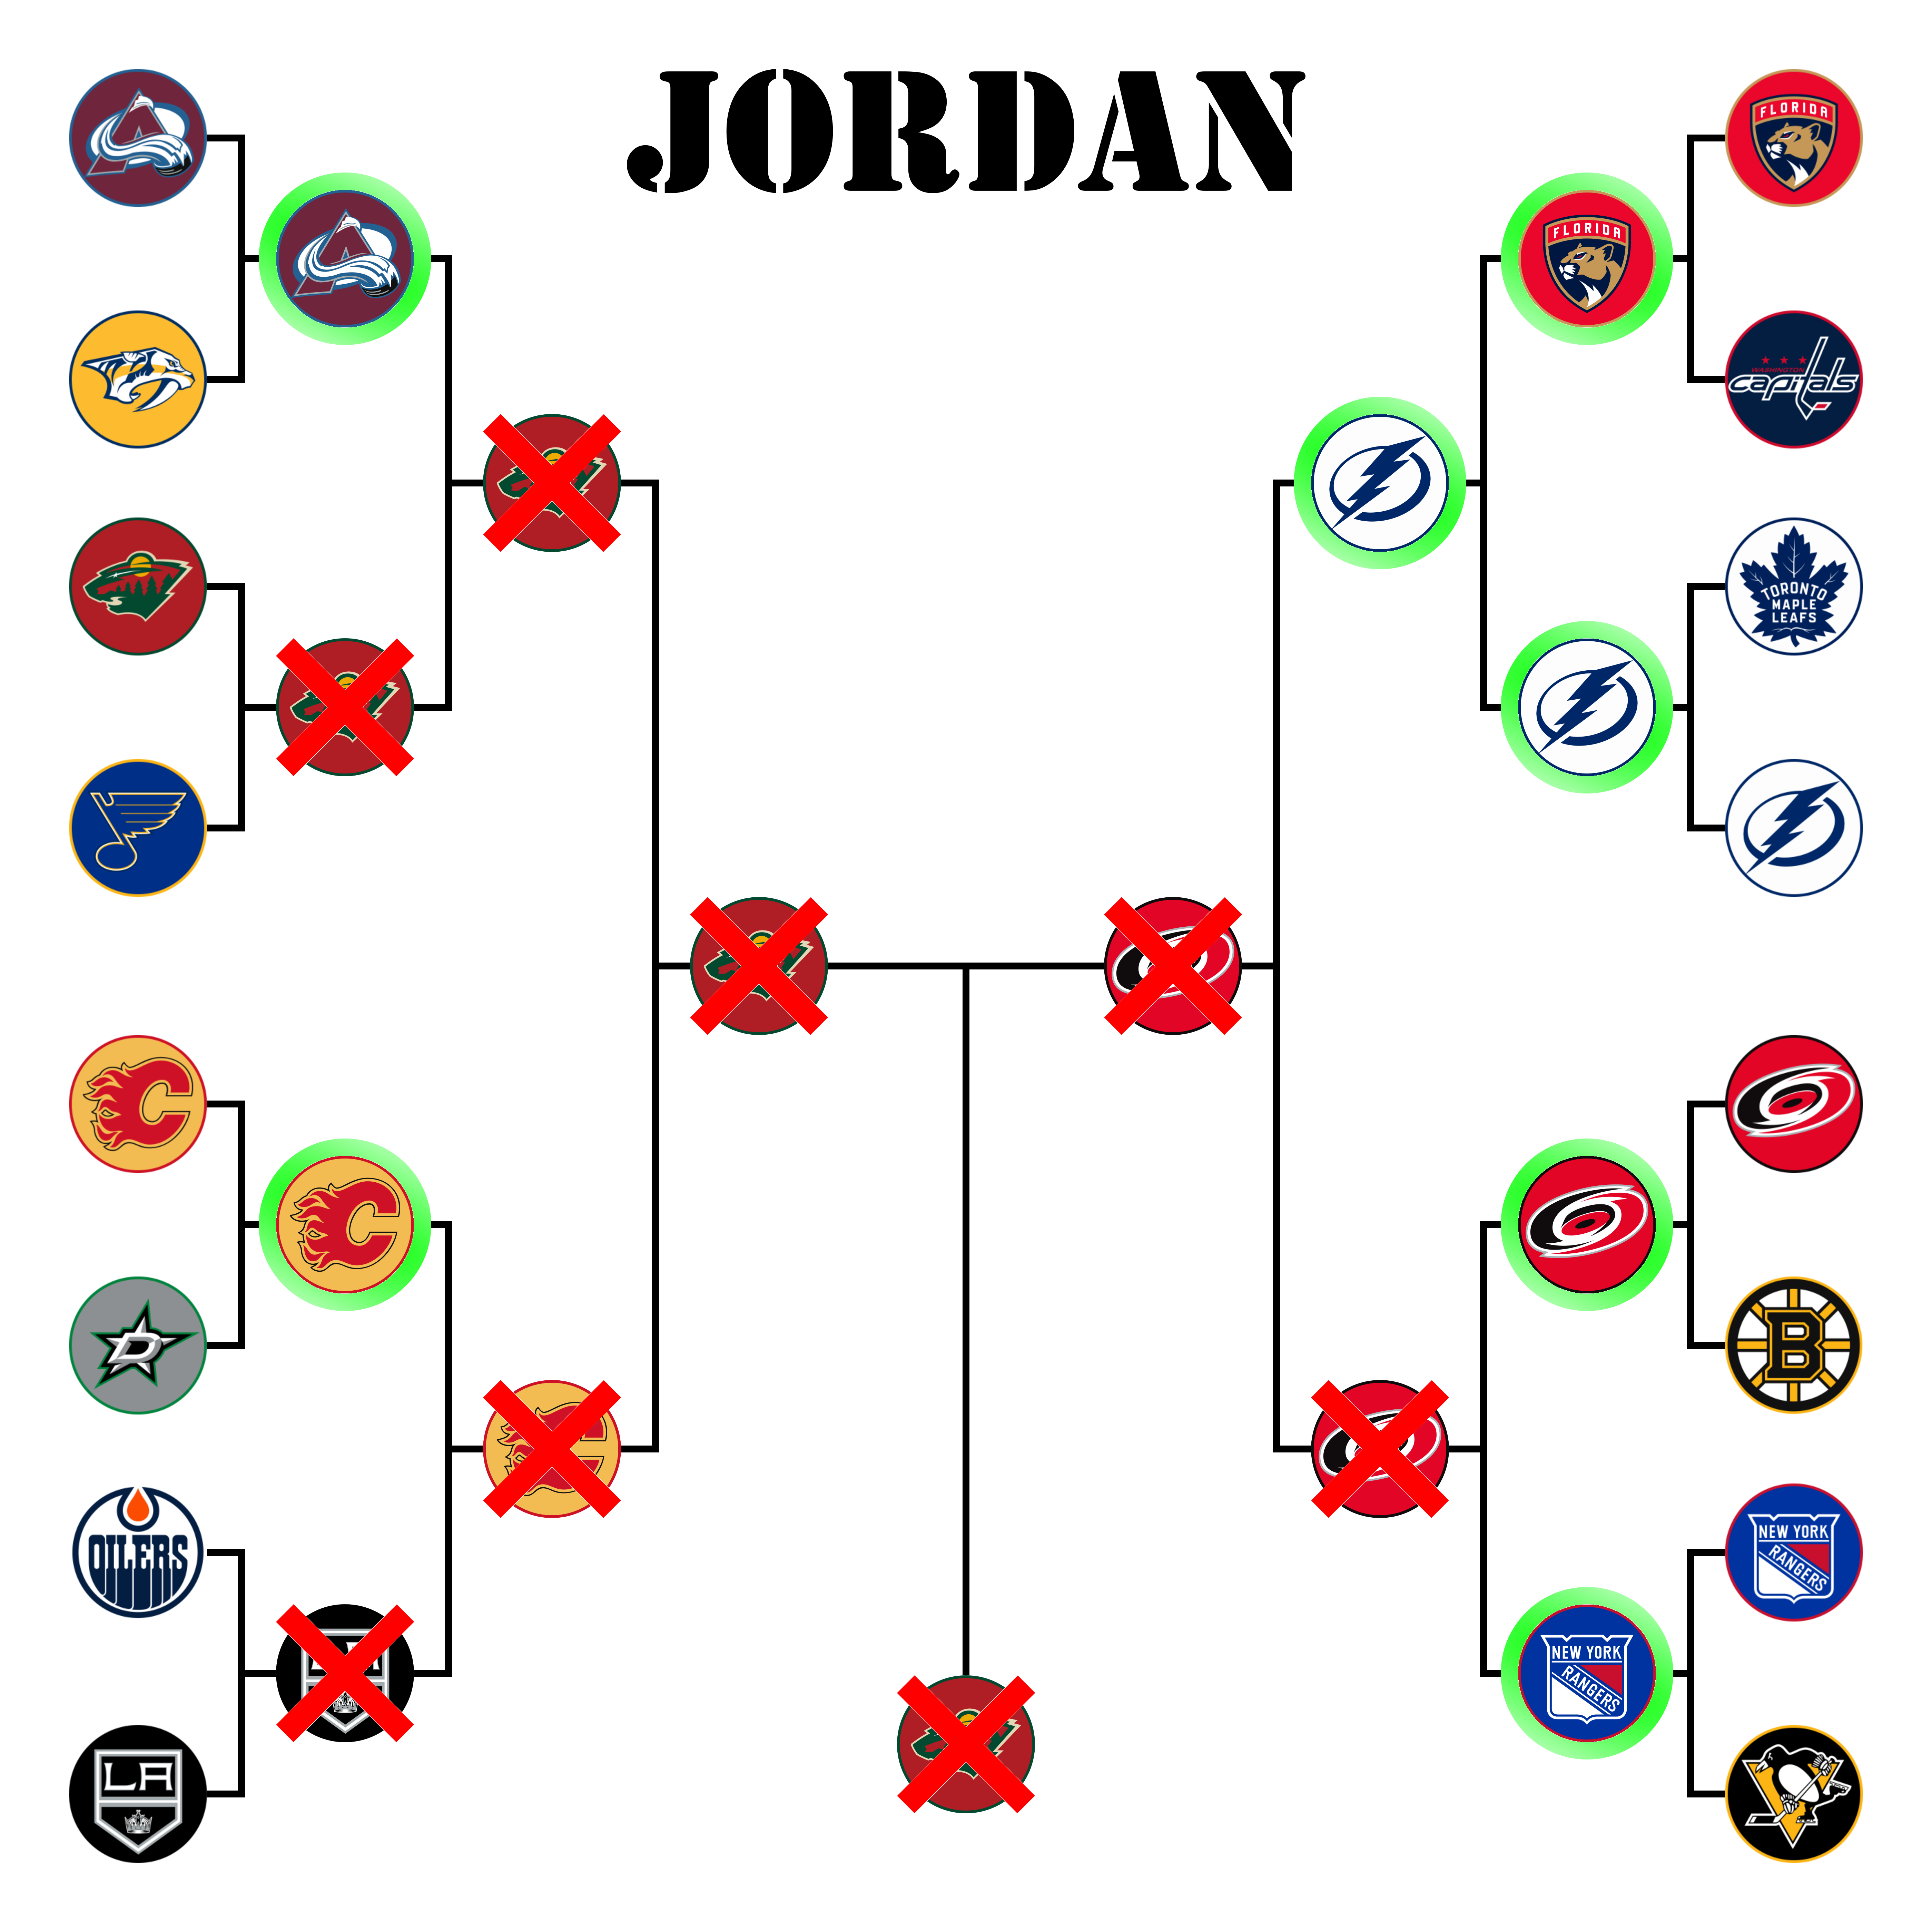 JORDAN
FLORIDA
FLORIDA
WASHINGTON
capitals
TORONTO
MAPLE
LEAFS
C
C
B
D
OILERS
NEW YORK
RANGERS
NEW YORK
RANGERS
LA